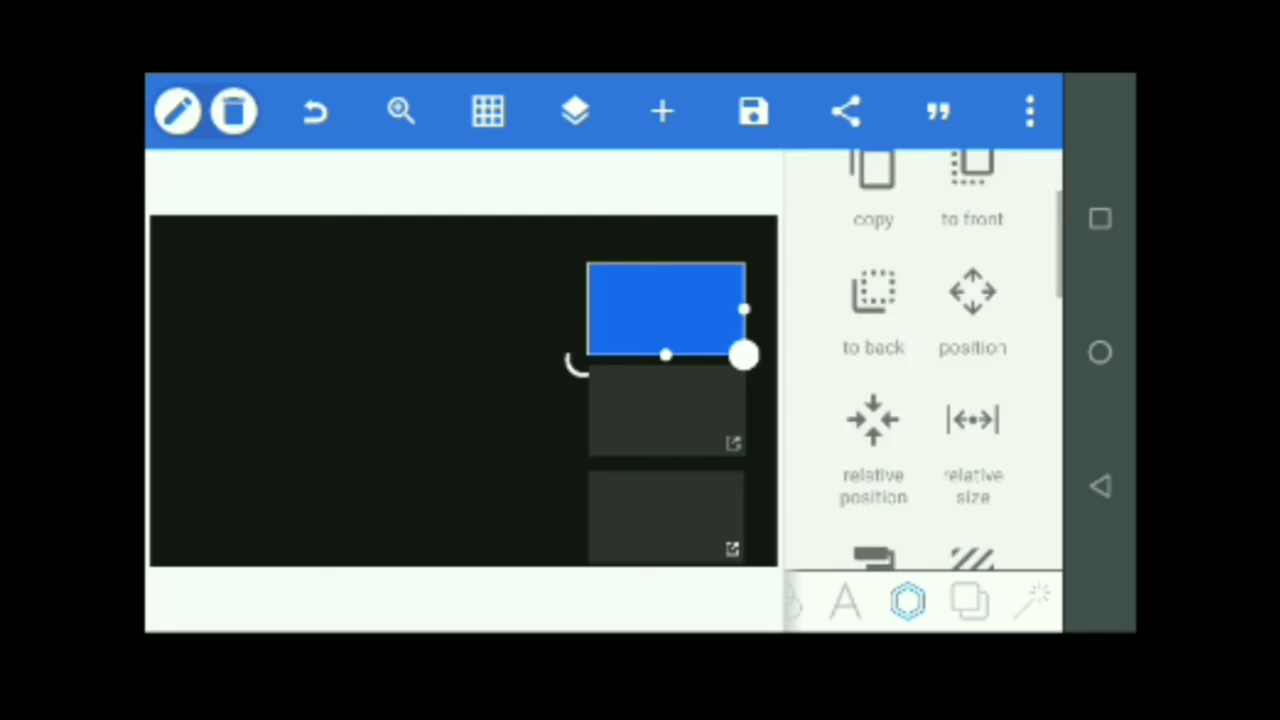 copy
to front
to back
position
relative
position
relative
size